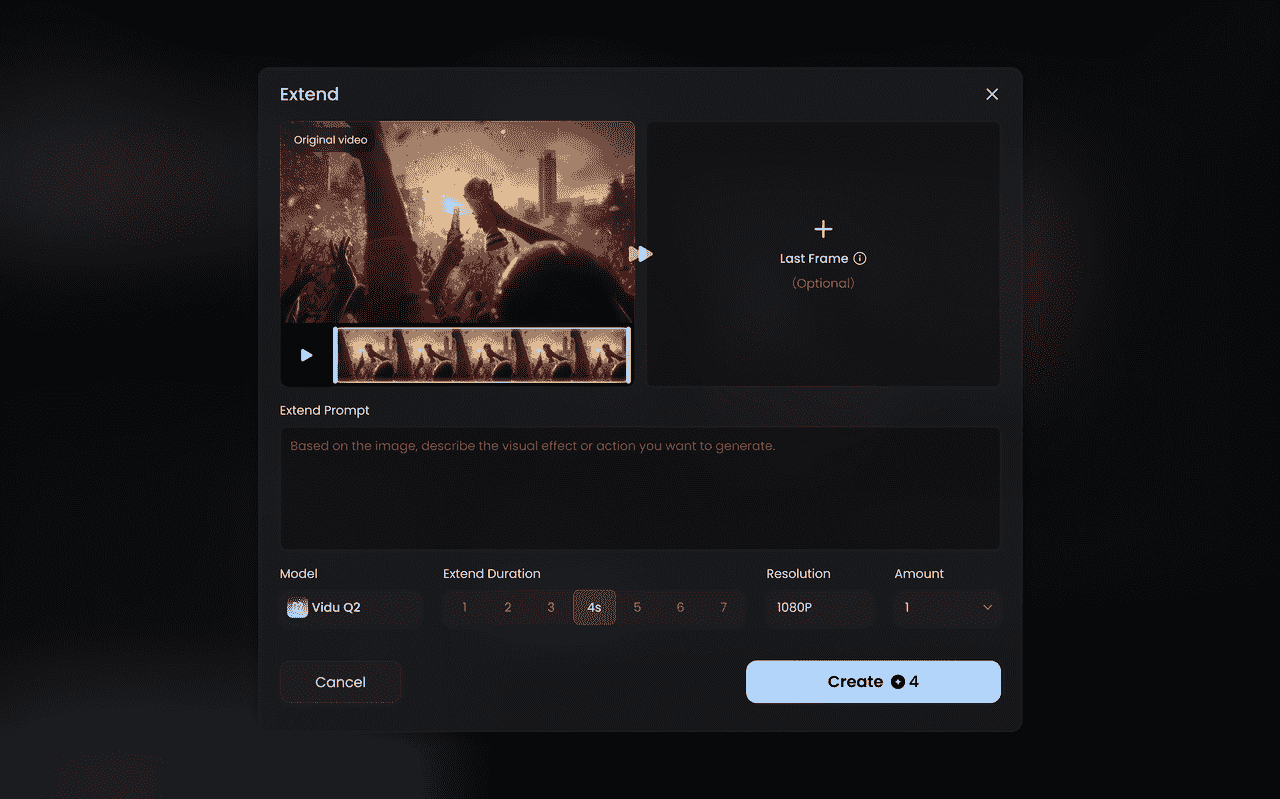 Extend
Original video
Last Frame
(Optional)
Extend Prompt
Based on the image, describe the visual effect or action you want to generate.
Model
Extend Duration
Resolution
Amount
Vidu Q2
1 2 3 4s 5 6 7
1080P
1
Cancel
Create 4